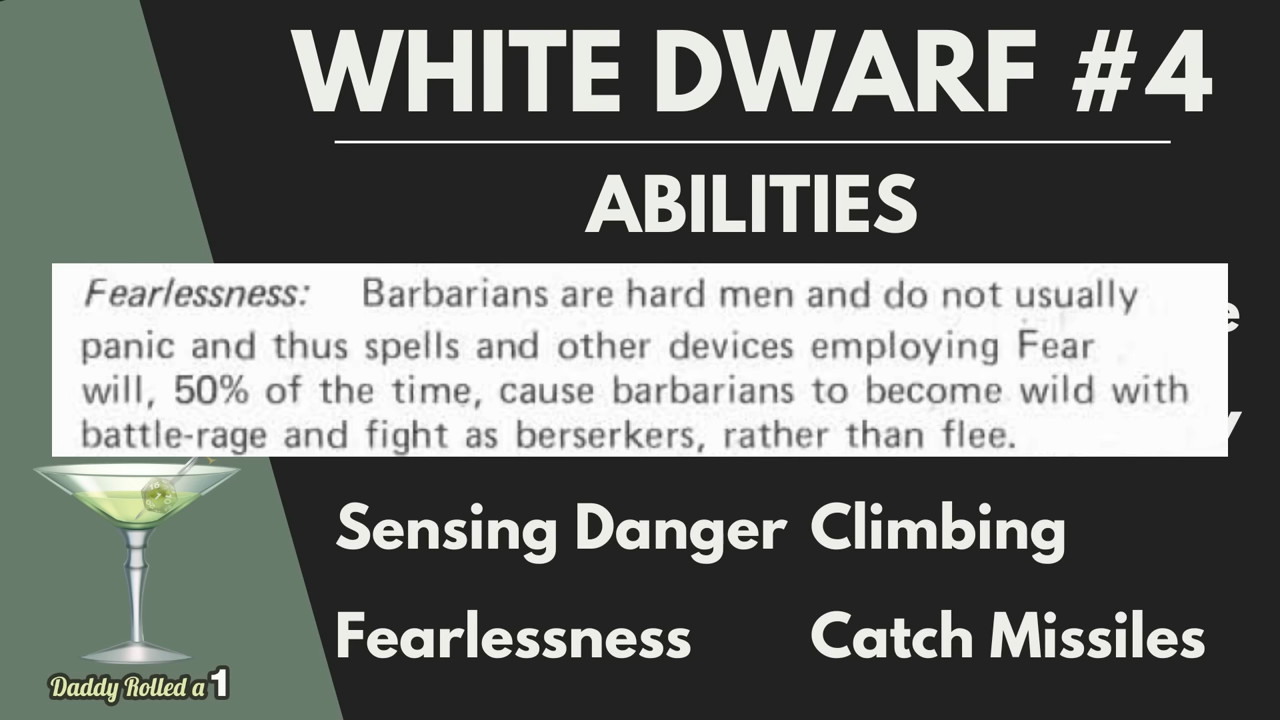 WHITE DWARF #4
ABILITIES
Fearlessness: Barbarians are hard men and do not usually
panic and thus spells and other devices employing Fear
will, 50% of the time, cause barbarians to become wild with
battle-rage and fight as berserkers, rather than flee.
Sensing Danger Climbing
Fearlessness Catch Missiles
Daddy Rolled a 1